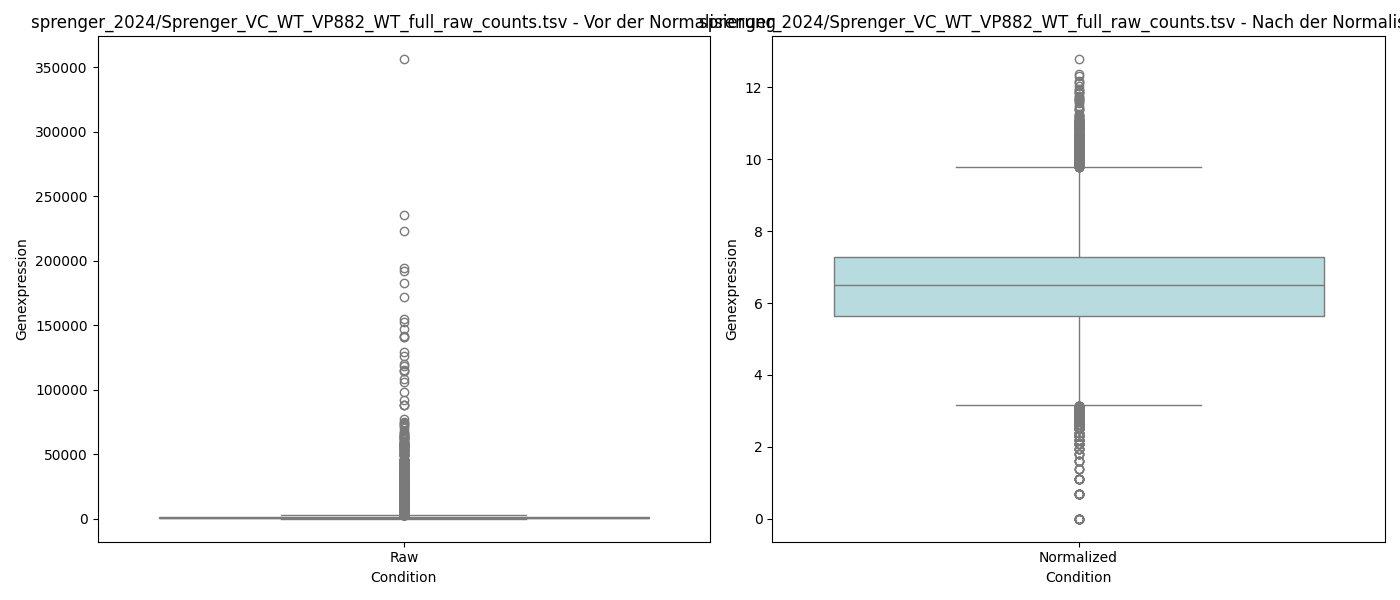 sprenger_2024/Sprenger_VC_WT_VP882_WT_full_raw_counts.tsv - Vor der Normalisierung
sprenger_2024/Sprenger_VC_WT_VP882_WT_full_raw_counts.tsv - Nach der Normalis
350000
300000
250000
200000
150000
100000
50000
0
Genexpression
Raw
Condition
12
10
8
6
4
2
0
Genexpression
Normalized
Condition